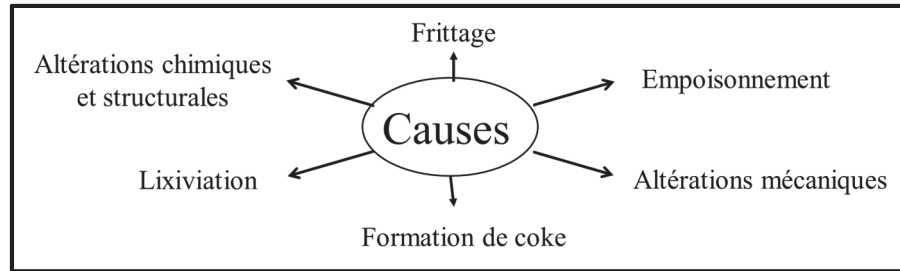 Frittage
Altérations chimiques
et structurales
Empoisonnement
Causes
Lixiviation
Altérations mécaniques
Formation de coke